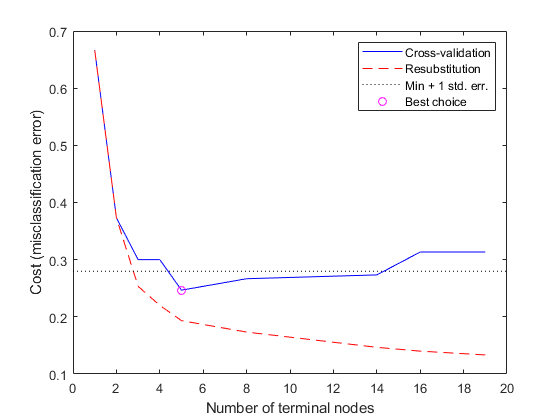 0.7
0.6
0.5
0.4
0.3
0.2
0.1
Cost (misclassification error)
Cross-validation
Resubstitution
Min + 1 std. err.
Best choice
0 2 4 6 8 10 12 14 16 18 20
Number of terminal nodes